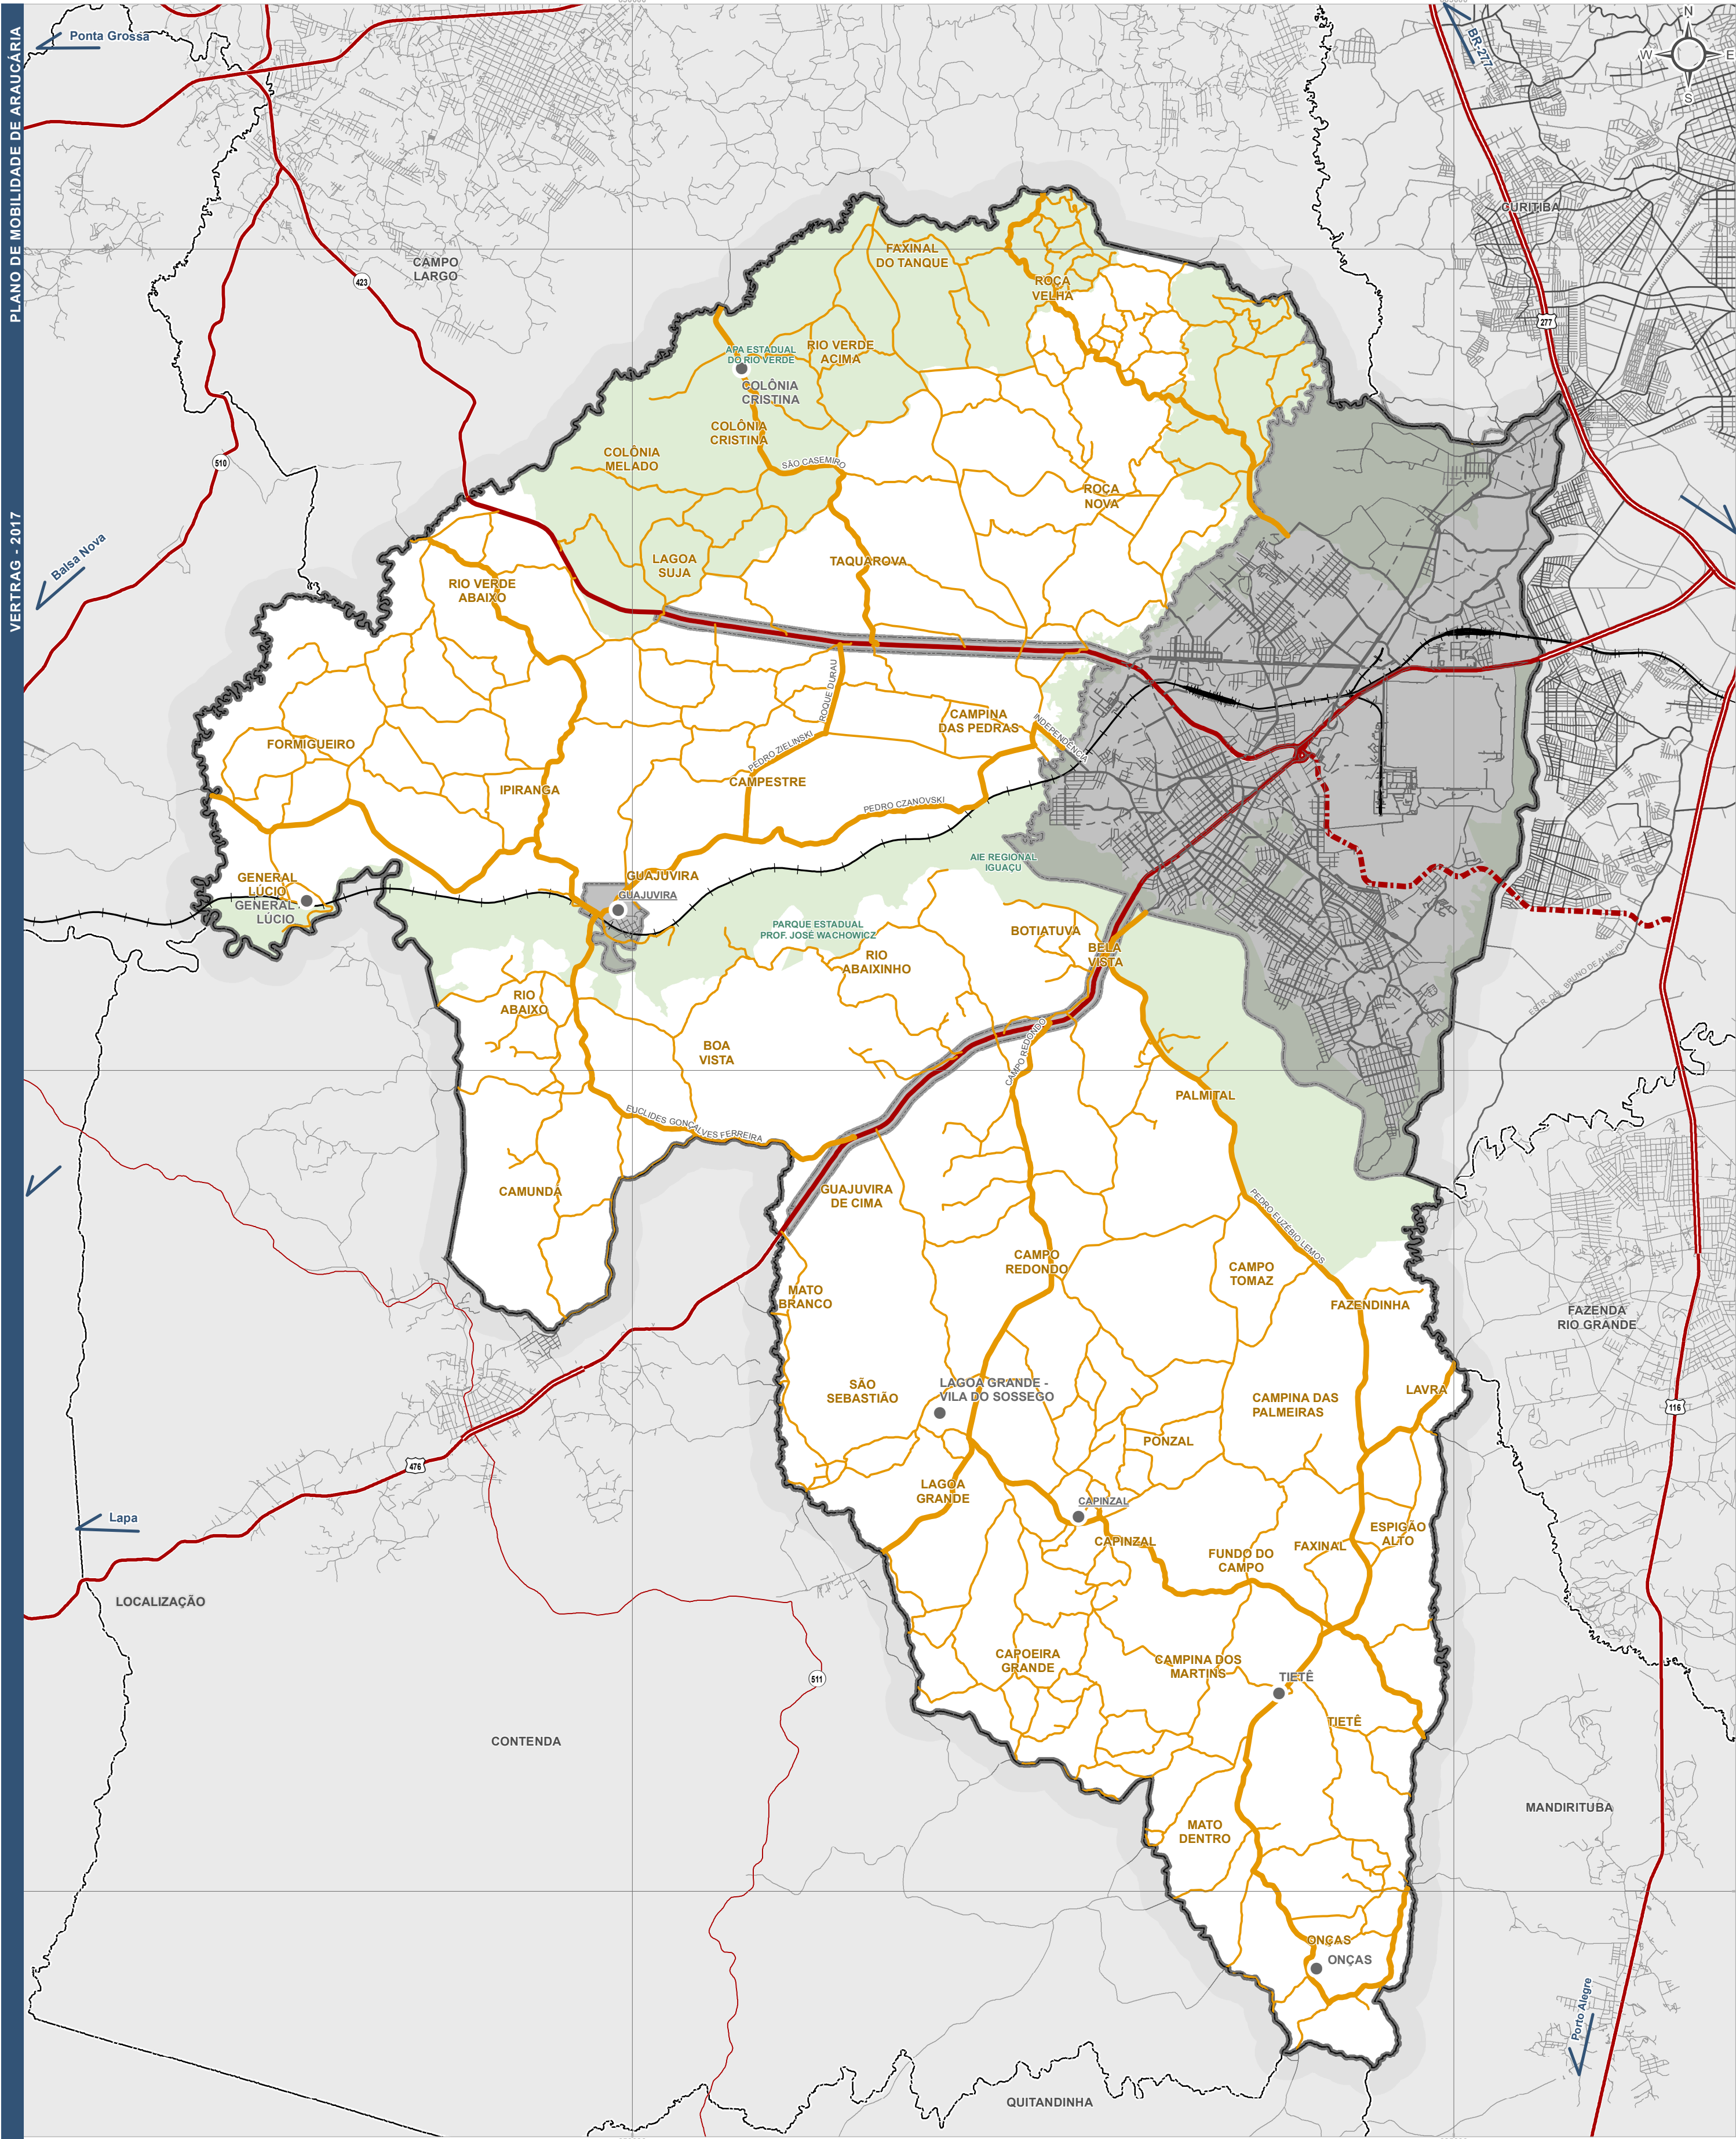 PLANO DE MOBILIDADE DE ARAUCÁRIA
VERTRAG - 2017
Ponta Grossa
BR-277
N
W
E
S
CURITIBA
CAMPO
LARGO
423
277
510
Balsa Nova
FAXINAL
DO TANQUE
ROÇA
VELHA
APA ESTADUAL
DO RIO VERDE
RIO VERDE
ACIMA
COLÔNIA
CRISTINA
COLÔNIA
CRISTINA
COLÔNIA
MELADO
SÃO CASEMIRO
ROÇA
NOVA
LAGOA
SUJA
TAQUAROVA
RIO VERDE
ABAIXO
ROQUE DURAU
CAMPINA
DAS PEDRAS
INDEPENDÊNCIA
FORMIGUEIRO
PEDRO ZIELINSKI
CAMPESTRE
IPIRANGA
PEDRO CZANOVSKI
AIE REGIONAL
IGUAÇU
GENERAL
LÚCIO
GENERAL
LÚCIO
GUAJUVIRA
GUAJUVIRA
PARQUE ESTADUAL
PROF. JOSÉ WACHOWICZ
BOTIATUVA
BELA
VISTA
RIO
ABAIXINHO
ESTR. DEL. BRUNO DE ALMEIDA
RIO
ABAIXO
BOA
VISTA
CAMPO REDONDO
PALMITAL
EUCLIDES GONÇALVES FERREIRA
CAMUNDA
GUAJUVIRA
DE CIMA
PEDRO EUZÉBIO LEMOS
CAMPO
REDONDO
CAMPO
TOMAZ
MATO
BRANCO
FAZENDINHA
FAZENDA
RIO GRANDE
SÃO
SEBASTIÃO
LAGOA GRANDE -
VILA DO SOSSEGO
CAMPINA DAS
PALMEIRAS
LAVRA
116
PONZAL
476
LAGOA
GRANDE
CAPINZAL
CAPINZAL
Lapa
FUNDO DO
CAMPO
FAXINAL
ESPIGÃO
ALTO
LOCALIZAÇÃO
CAPOEIRA
GRANDE
CAMPINA DOS
MARTINS
TIETÊ
511
TIETÊ
CONTENDA
MANDIRITUBA
MATO
DENTRO
ONÇAS
ONÇAS
Porto Alegre
QUITANDINHA